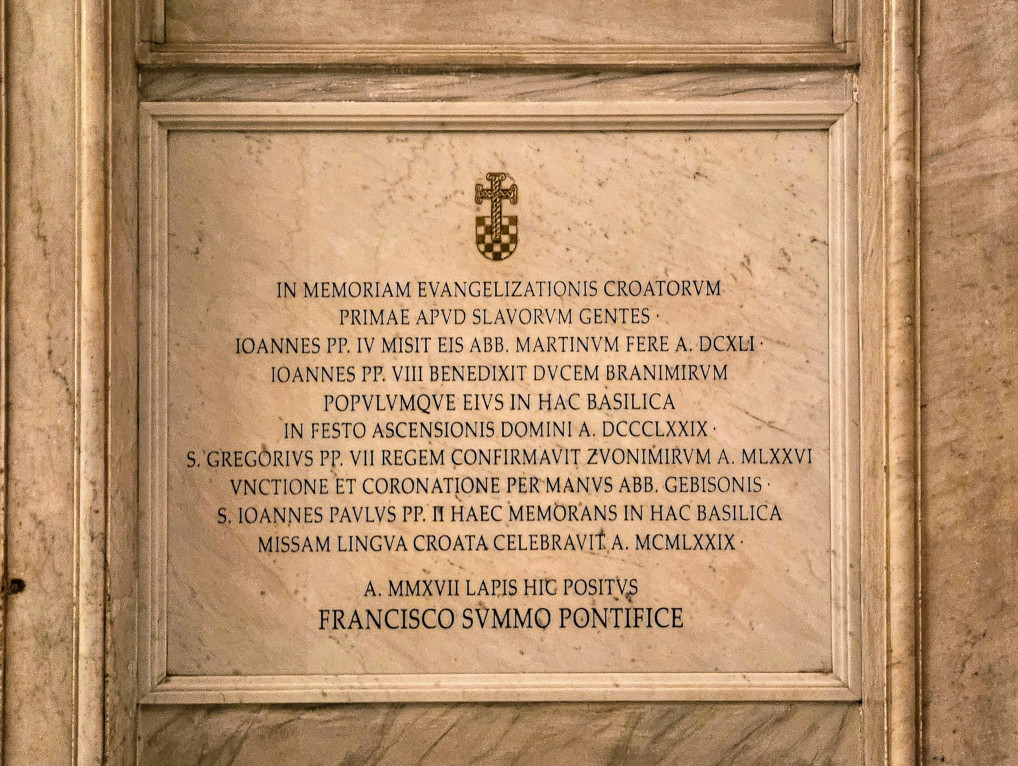 IN MEMORIAM EVANGELIZATIONIS CROATORVM
PRIMAE APVD SLAVORVM GENTES ·
IOANNES PP. IV MISIT EIS ABB. MARTINVM FERE A. DCXLI ·
IOANNES PP. VIII BENEDIXIT DVCEM BRANIMIRVM
POPVLVMQVE EIVS IN HAC BASILICA
IN FESTO ASCENSIONIS DOMINI A. DCCCLXXIX ·
S. GREGORIVS PP. VII REGEM CONFIRMAVIT ZVONIMIRVM A. MLXXVI
VNCTIONE ET CORONATIONE PER MANVS ABB. GEBISONIS ·
S. IOANNES PAVLVS PP. II HAEC MEMORANS IN HAC BASILICA
MISSAM LINGVA CROATA CELEBRAVIT A. MCMLXXIX ·
A. MMXVII LAPIS HIC POSITVS
FRANCISCO SVMMO PONTIFICE